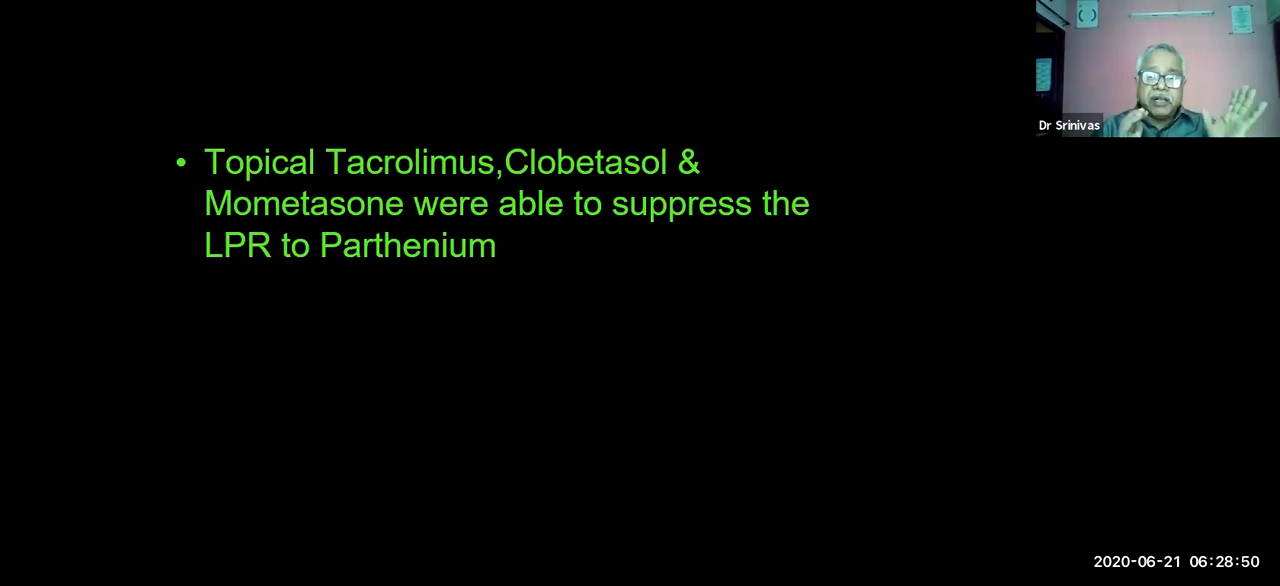 Dr Srinivas
• Topical Tacrolimus,Clobetasol &
Mometasone were able to suppress the
LPR to Parthenium
2020-06-21 06:28:50